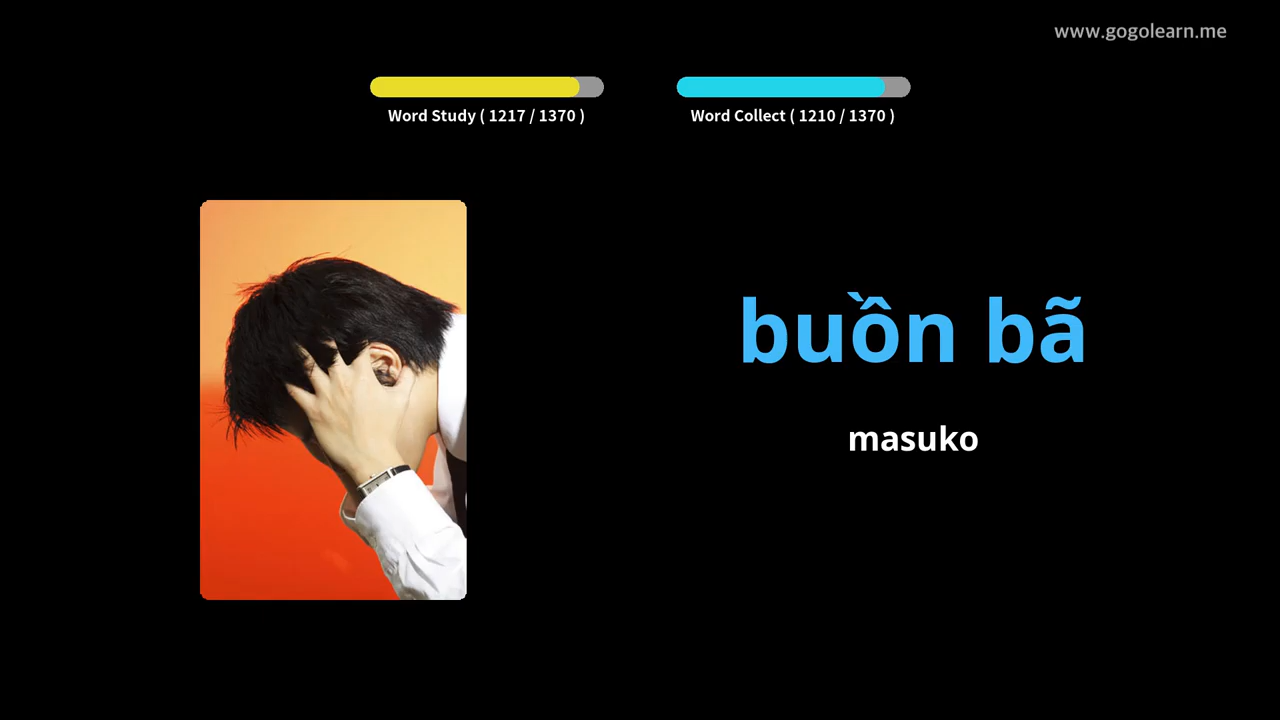 www.gogolearn.me
Word Study ( 1217 / 1370 )
Word Collect ( 1210 / 1370 )
buồn bã
masuko